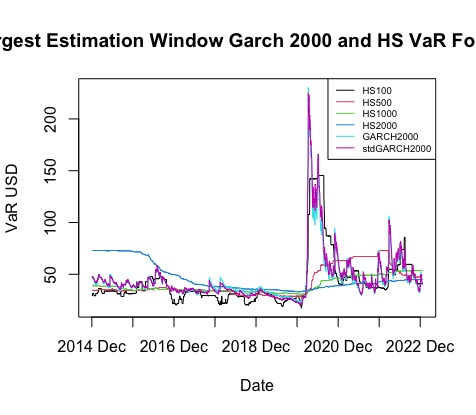 rgest Estimation Window Garch 2000 and HS VaR Fo
HS100
HS500
HS1000
HS2000
GARCH2000
stdGARCH2000
200
150
100
50
VaR USD
2014 Dec 2016 Dec 2018 Dec 2020 Dec 2022 Dec
Date